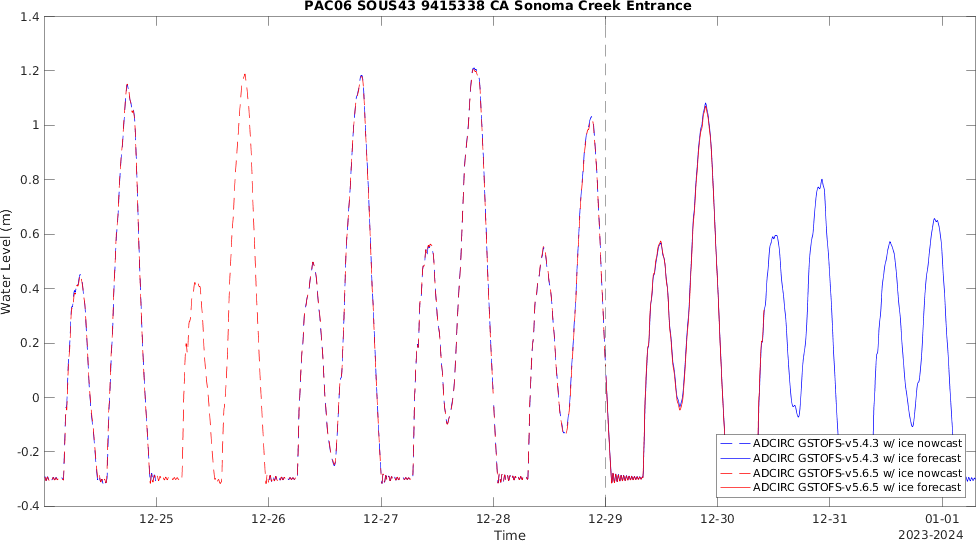 PAC06 SOUS43 9415338 CA Sonoma Creek Entrance
1.4
1.2
1
0.8
0.6
0.4
0.2
0
-0.2
-0.4
Water Level (m)
ADCIRC GSTOFS-v5.4.3 w/ ice nowcast
ADCIRC GSTOFS-v5.4.3 w/ ice forecast
ADCIRC GSTOFS-v5.6.5 w/ ice nowcast
ADCIRC GSTOFS-v5.6.5 w/ ice forecast
12-25 12-26 12-27 12-28 12-29 12-30 12-31 01-01
Time
2023-2024